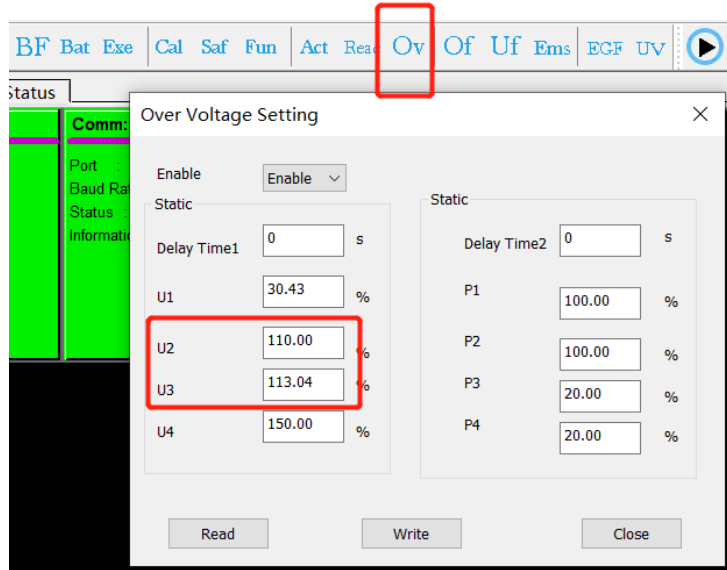 BF Bat Exe Cal Saf Fun Act Read Ov Of Uf Ems EGF UV
Status
Over Voltage Setting
Comm:
Port :
Baud Rat
Status :
Informatio
Enable Enable
Static
Delay Time1 0 s
U1 30.43 %
U2 110.00 %
U3 113.04 %
U4 150.00 %
Static
Delay Time2 0 s
P1 100.00 %
P2 100.00 %
P3 20.00 %
P4 20.00 %
Read Write Close